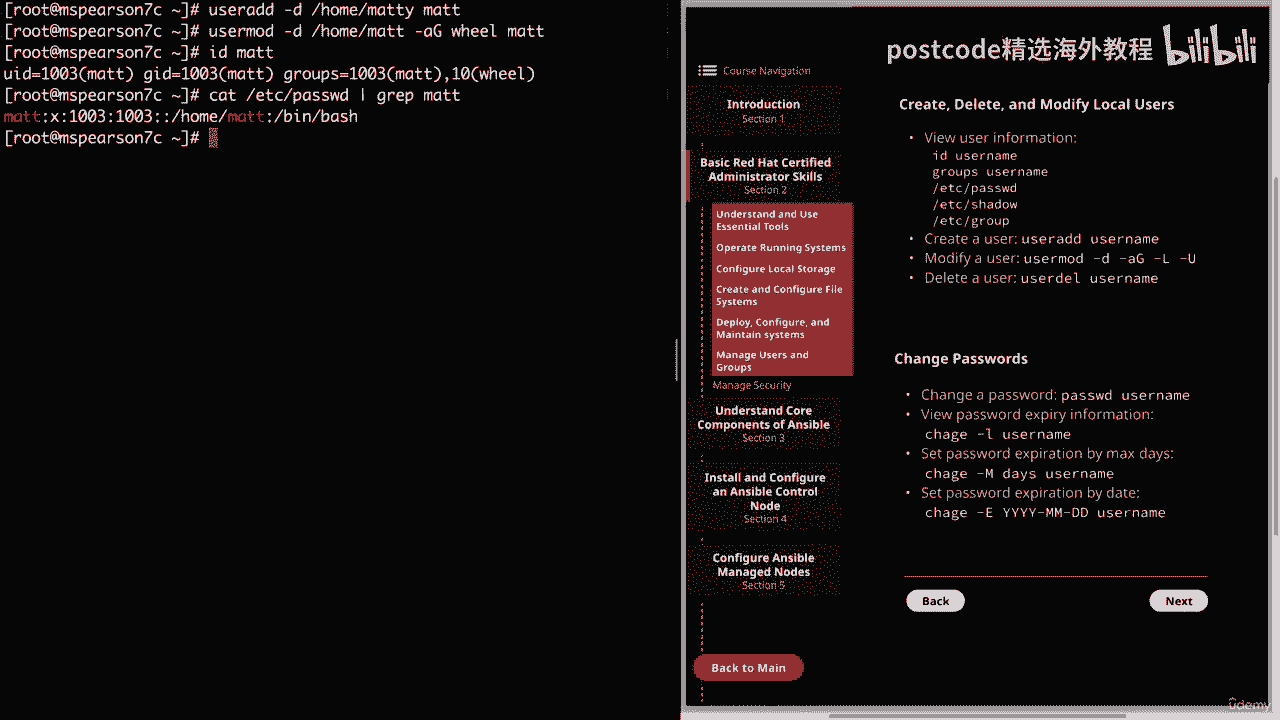 [root@mspearson7c ~]# useradd -d /home/matty matt
[root@mspearson7c ~]# usermod -d /home/matt -aG wheel matt
[root@mspearson7c ~]# id matt
uid=1003(matt) gid=1003(matt) groups=1003(matt),10(wheel)
[root@mspearson7c ~]# cat /etc/passwd | grep matt
matt:x:1003:1003::/home/matt:/bin/bash
[root@mspearson7c ~]#
postcode精选海外教程 bilibili
Course Navigation
Introduction
Section 1
Basic Red Hat Certified
Administrator Skills
Section 2
Understand and Use
Essential Tools
Operate Running Systems
Configure Local Storage
Create and Configure File
Systems
Deploy, Configure, and
Maintain systems
Manage Users and
Groups
Manage Security
Understand Core
Components of Ansible
Section 3
Install and Configure
an Ansible Control
Node
Section 4
Configure Ansible
Managed Nodes
Section 5
Back to Main
Create, Delete, and Modify Local Users
• View user information:
id username
groups username
/etc/passwd
/etc/shadow
/etc/group
• Create a user: useradd username
• Modify a user: usermod -d -aG -L -U
• Delete a user: userdel username
Change Passwords
• Change a password: passwd username
• View password expiry information:
chage -l username
• Set password expiration by max days:
chage -M days username
• Set password expiration by date:
chage -E YYYY-MM-DD username
Back
Next
ûdemy